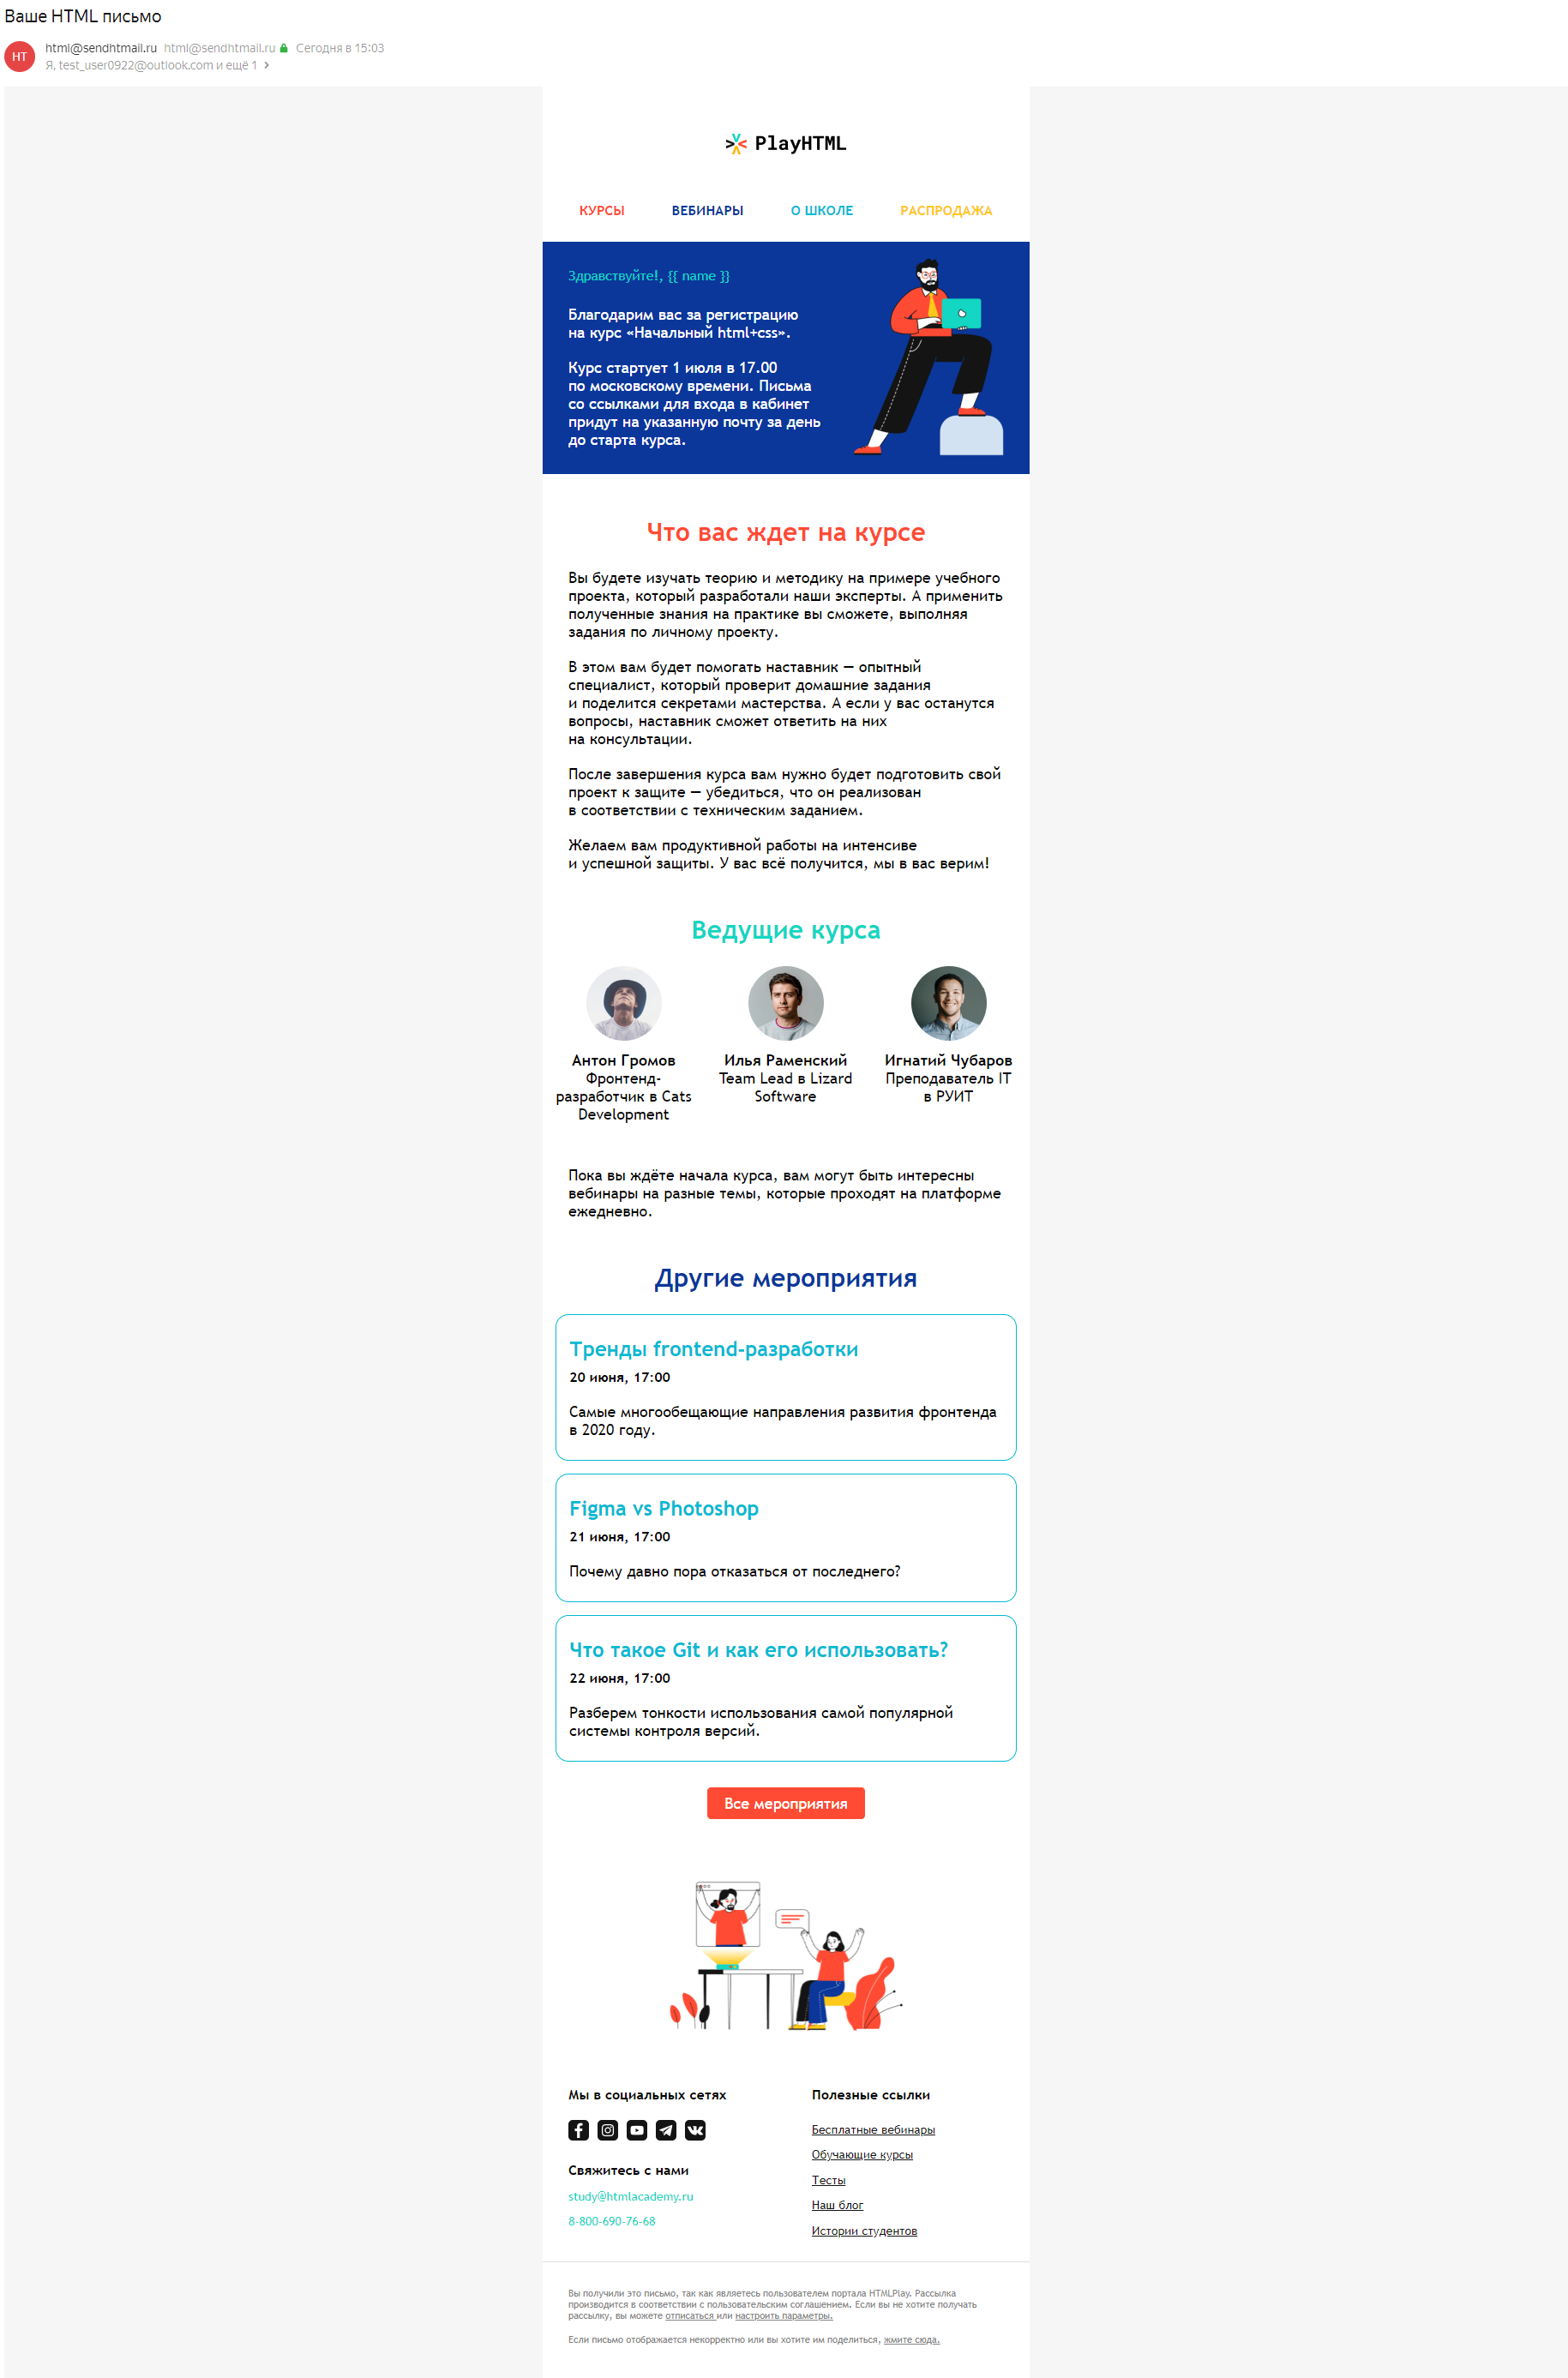 Ваше HTML письмо
HT
html@sendhtmail.ru html@sendhtmail.ru Сегодня в 15:03
Я, test_user0922@outlook.com и ещё 1
PlayHTML
КУРСЫ ВЕБИНАРЫ О ШКОЛЕ РАСПРОДАЖА
Здравствуйте!, {{ name }}
Благодарим вас за регистрацию
на курс «Начальный html+css».
Курс стартует 1 июля в 17.00
по московскому времени. Письма
со ссылками для входа в кабинет
придут на указанную почту за день
до старта курса.
Что вас ждет на курсе
Вы будете изучать теорию и методику на примере учебного
проекта, который разработали наши эксперты. А применить
полученные знания на практике вы сможете, выполняя
задания по личному проекту.
В этом вам будет помогать наставник — опытный
специалист, который проверит домашние задания
и поделится секретами мастерства. А если у вас останутся
вопросы, наставник сможет ответить на них
на консультации.
После завершения курса вам нужно будет подготовить свой
проект к защите — убедиться, что он реализован
в соответствии с техническим заданием.
Желаем вам продуктивной работы на интенсиве
и успешной защиты. У вас всё получится, мы в вас верим!
Ведущие курса
Антон Громов
Фронтенд-
разработчик в Cats
Development
Илья Раменский
Team Lead в Lizard
Software
Игнатий Чубаров
Преподаватель IT
в РУИТ
Пока вы ждёте начала курса, вам могут быть интересны
вебинары на разные темы, которые проходят на платформе
ежедневно.
Другие мероприятия
Тренды frontend-разработки
20 июня, 17:00
Самые многообещающие направления развития фронтенда
в 2020 году.
Figma vs Photoshop
21 июня, 17:00
Почему давно пора отказаться от последнего?
Что такое Git и как его использовать?
22 июня, 17:00
Разберем тонкости использования самой популярной
системы контроля версий.
Все мероприятия
Мы в социальных сетях
Свяжитесь с нами
study@htmlacademy.ru
8-800-690-76-68
Полезные ссылки
Бесплатные вебинары
Обучающие курсы
Тесты
Наш блог
Истории студентов
Вы получили это письмо, так как являетесь пользователем портала HTMLPlay. Рассылка
производится в соответствии с пользовательским соглашением. Если вы не хотите получать
рассылку, вы можете отписаться или настроить параметры.
Если письмо отображается некорректно или вы хотите им поделиться, жмите сюда.